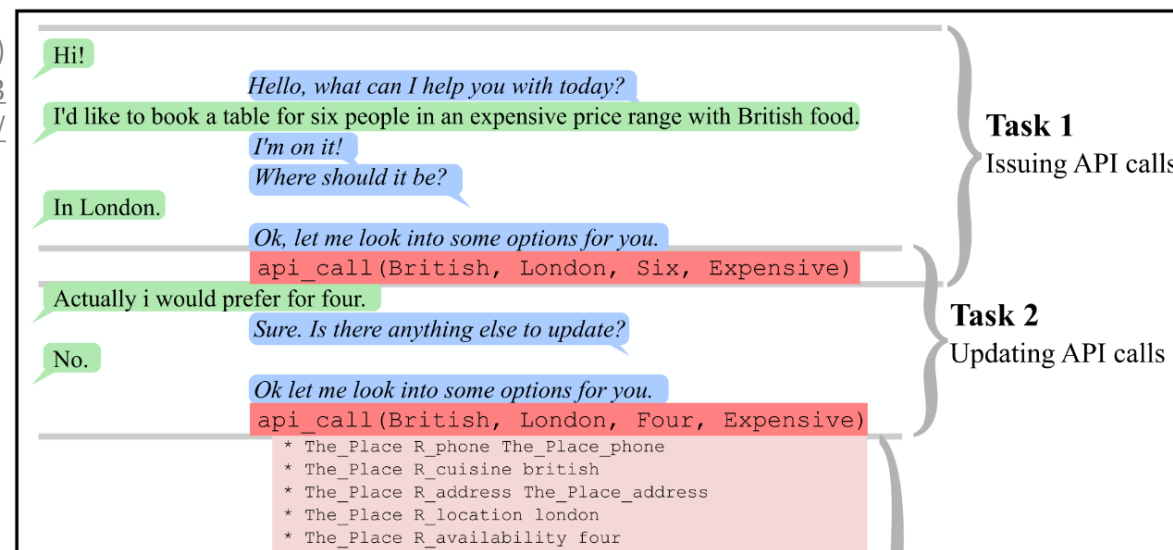 Hi!
Hello, what can I help you with today?
I'd like to book a table for six people in an expensive price range with British food.
I'm on it!
Where should it be?
In London.
Ok, let me look into some options for you.
api_call(British, London, Six, Expensive)
Task 1
Issuing API calls
Actually i would prefer for four.
Sure. Is there anything else to update?
No.
Ok let me look into some options for you.
api_call(British, London, Four, Expensive)
Task 2
Updating API calls
* The_Place R_phone The_Place_phone
* The_Place R_cuisine british
* The_Place R_address The_Place_address
* The_Place R_location london
* The_Place R_availability four